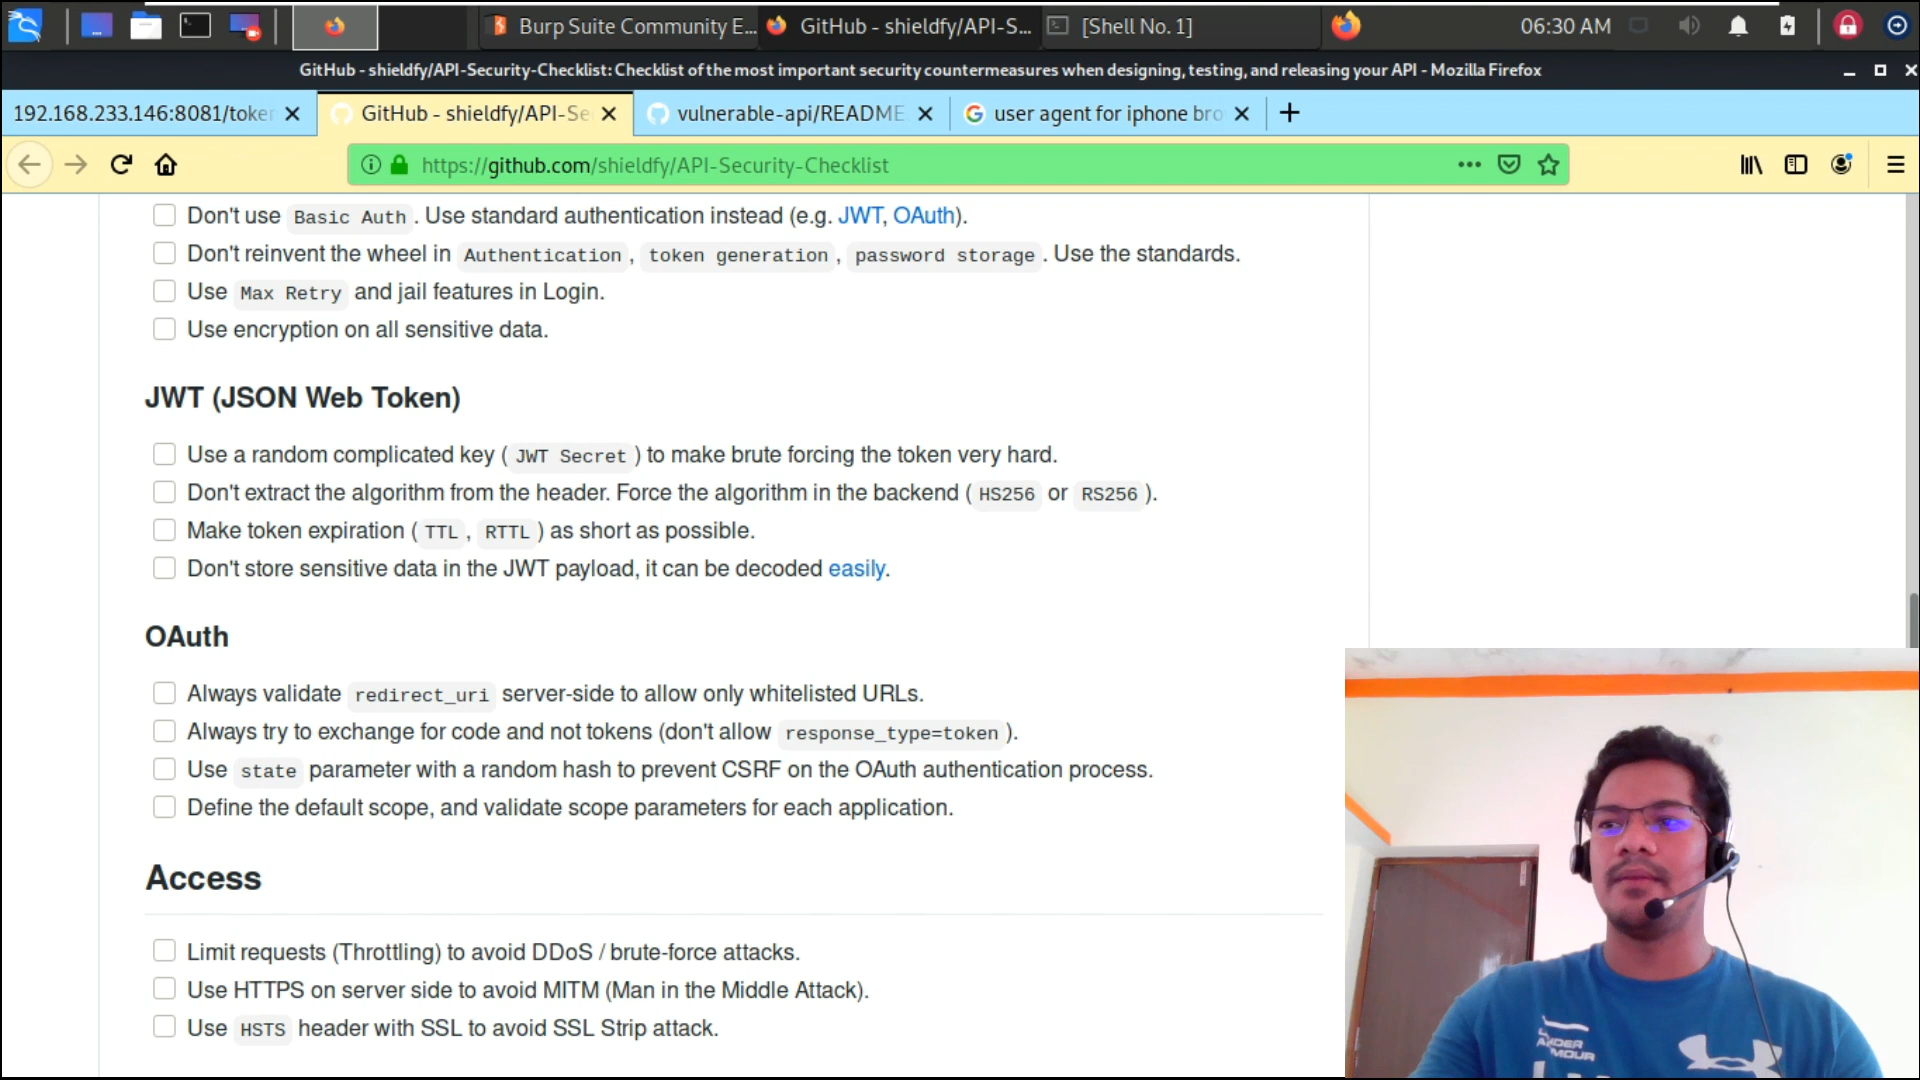 Burp Suite Community E...
GitHub - shieldfy/API-S...
[Shell No. 1]
06:30 AM
GitHub - shieldfy/API-Security-Checklist: Checklist of the most important security countermeasures when designing, testing, and releasing your API - Mozilla Firefox
192.168.233.146:8081/token
GitHub - shieldfy/API-Se
vulnerable-api/README
user agent for iphone bro
https://github.com/shieldfy/API-Security-Checklist
Don't use Basic Auth. Use standard authentication instead (e.g. JWT, OAuth).
Don't reinvent the wheel in Authentication, token generation, password storage. Use the standards.
Use Max Retry and jail features in Login.
Use encryption on all sensitive data.
JWT (JSON Web Token)
Use a random complicated key (JWT Secret) to make brute forcing the token very hard.
Don't extract the algorithm from the header. Force the algorithm in the backend (HS256 or RS256).
Make token expiration (TTL, RTTL) as short as possible.
Don't store sensitive data in the JWT payload, it can be decoded easily.
OAuth
Always validate redirect_uri server-side to allow only whitelisted URLs.
Always try to exchange for code and not tokens (don't allow response_type=token).
Use state parameter with a random hash to prevent CSRF on the OAuth authentication process.
Define the default scope, and validate scope parameters for each application.
Access
Limit requests (Throttling) to avoid DDoS / brute-force attacks.
Use HTTPS on server side to avoid MITM (Man in the Middle Attack).
Use HSTS header with SSL to avoid SSL Strip attack.
UNDER
ARMOUR